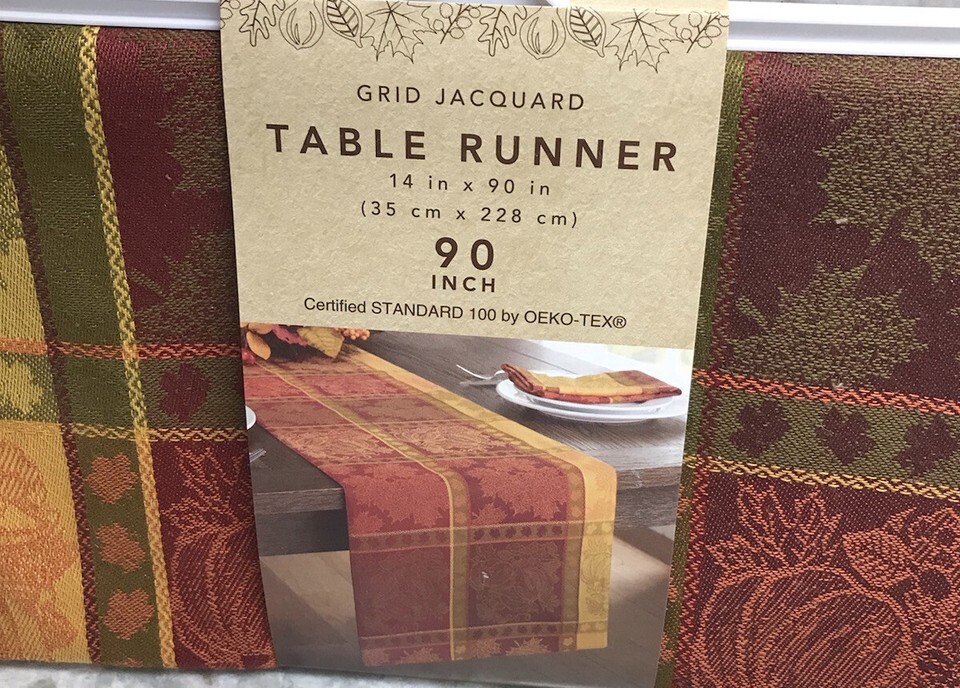 GRID JACQUARD
TABLE RUNNER
14 in x 90 in
(35 cm x 228 cm)
90
INCH
Certified STANDARD 100 by OEKO-TEX®